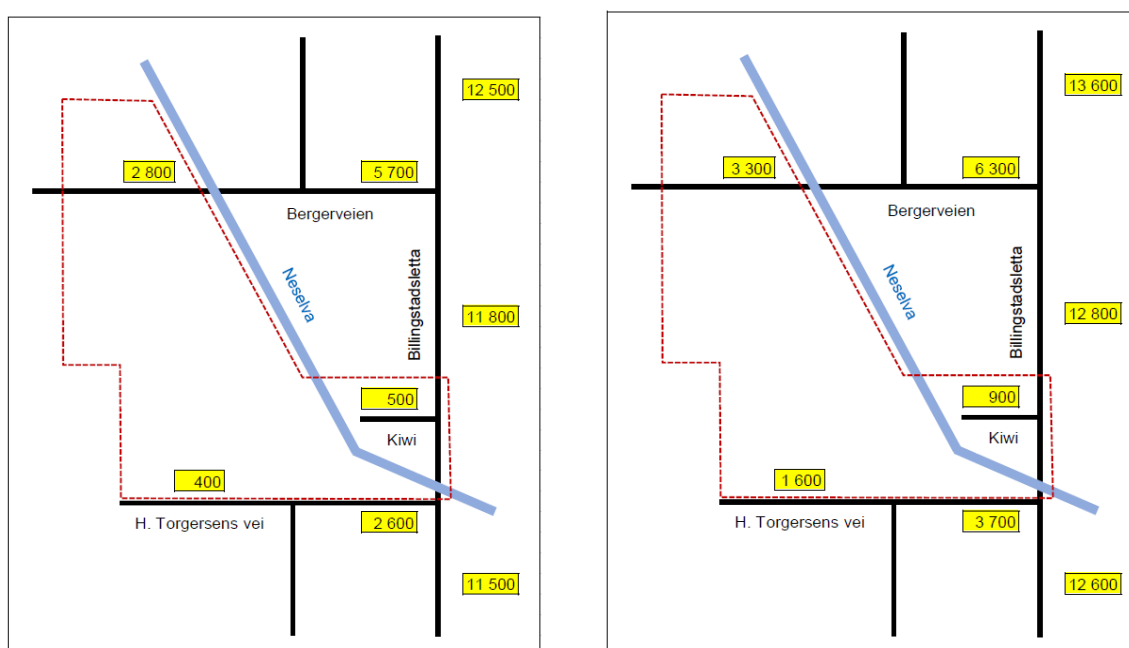 12 500
2 800
5 700
Bergerveien
Neselva
Billingstadsletta
11 800
500
Kiwi
400
H. Torgersens vei
2 600
11 500
13 600
3 300
6 300
Bergerveien
Neselva
Billingstadsletta
12 800
900
Kiwi
1 600
H. Torgersens vei
3 700
12 600